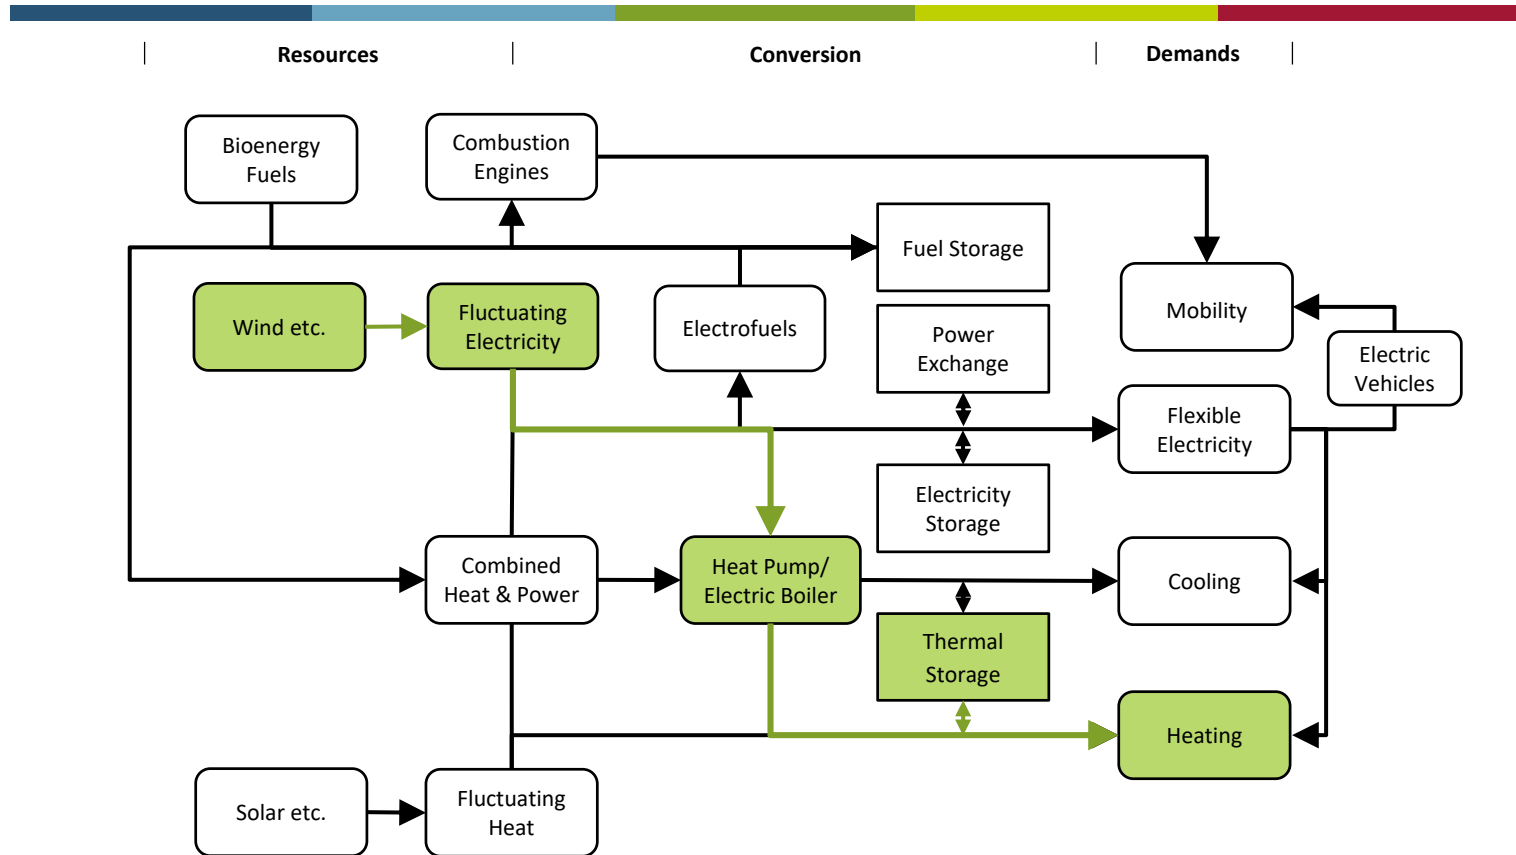 Resources
Conversion
Demands
Bioenergy
Fuels
Combustion
Engines
Fuel Storage
Wind etc.
Fluctuating
Electricity
Electrofuels
Power
Exchange
Mobility
Electric
Vehicles
Flexible
Electricity
Electricity
Storage
Combined
Heat & Power
Heat Pump/
Electric Boiler
Cooling
Thermal
Storage
Heating
Solar etc.
Fluctuating
Heat